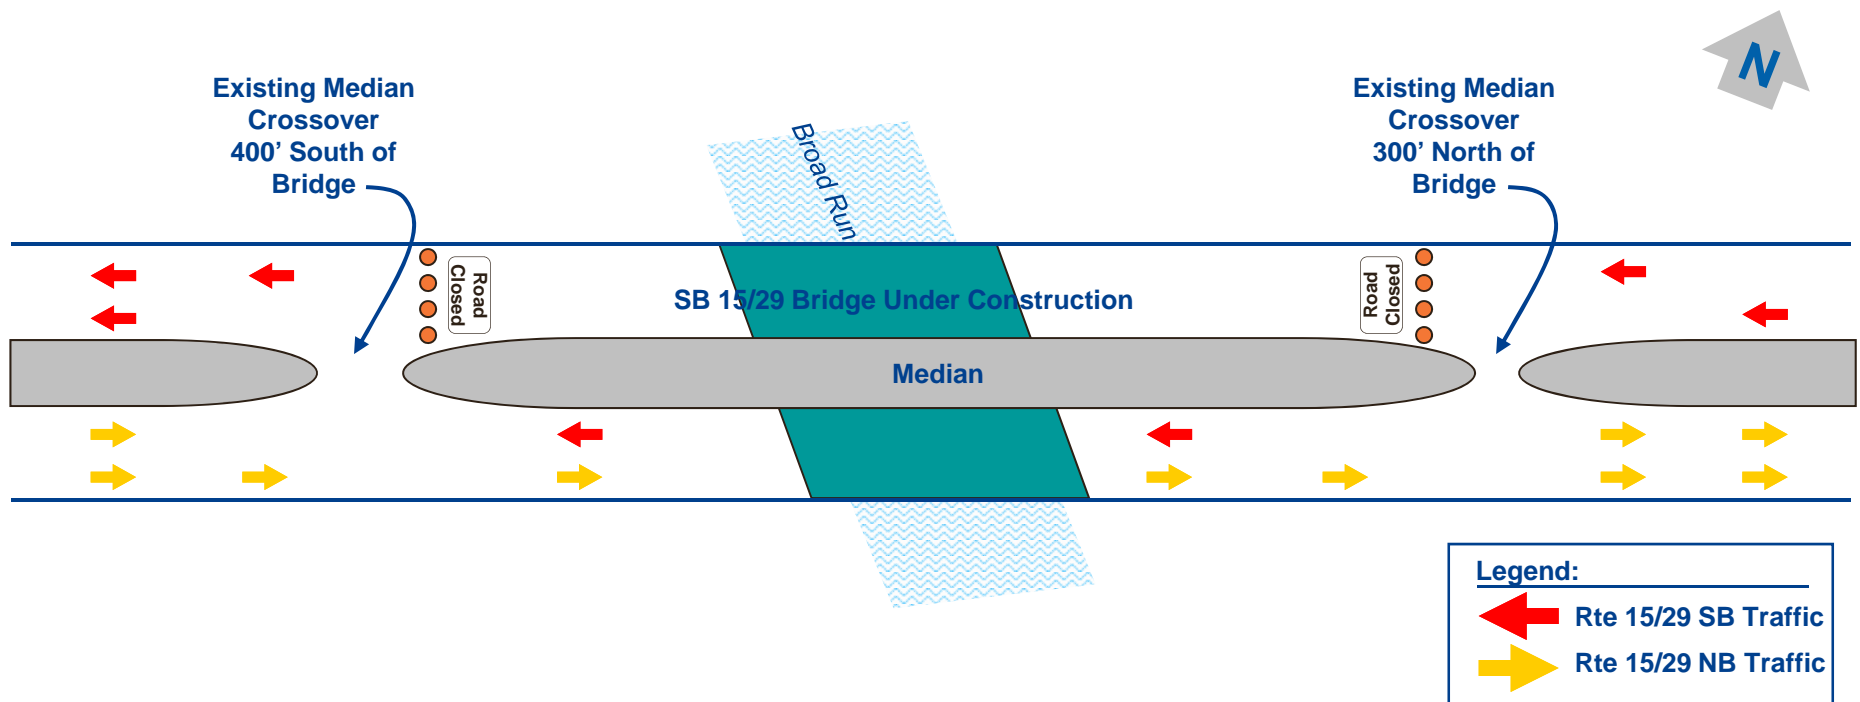 N
Existing Median
Crossover
400’ South of
Bridge
Existing Median
Crossover
300’ North of
Bridge
Broad Run
Road
Closed
SB 15/29 Bridge Under Construction
Road
Closed
Median
Legend:
Rte 15/29 SB Traffic
Rte 15/29 NB Traffic